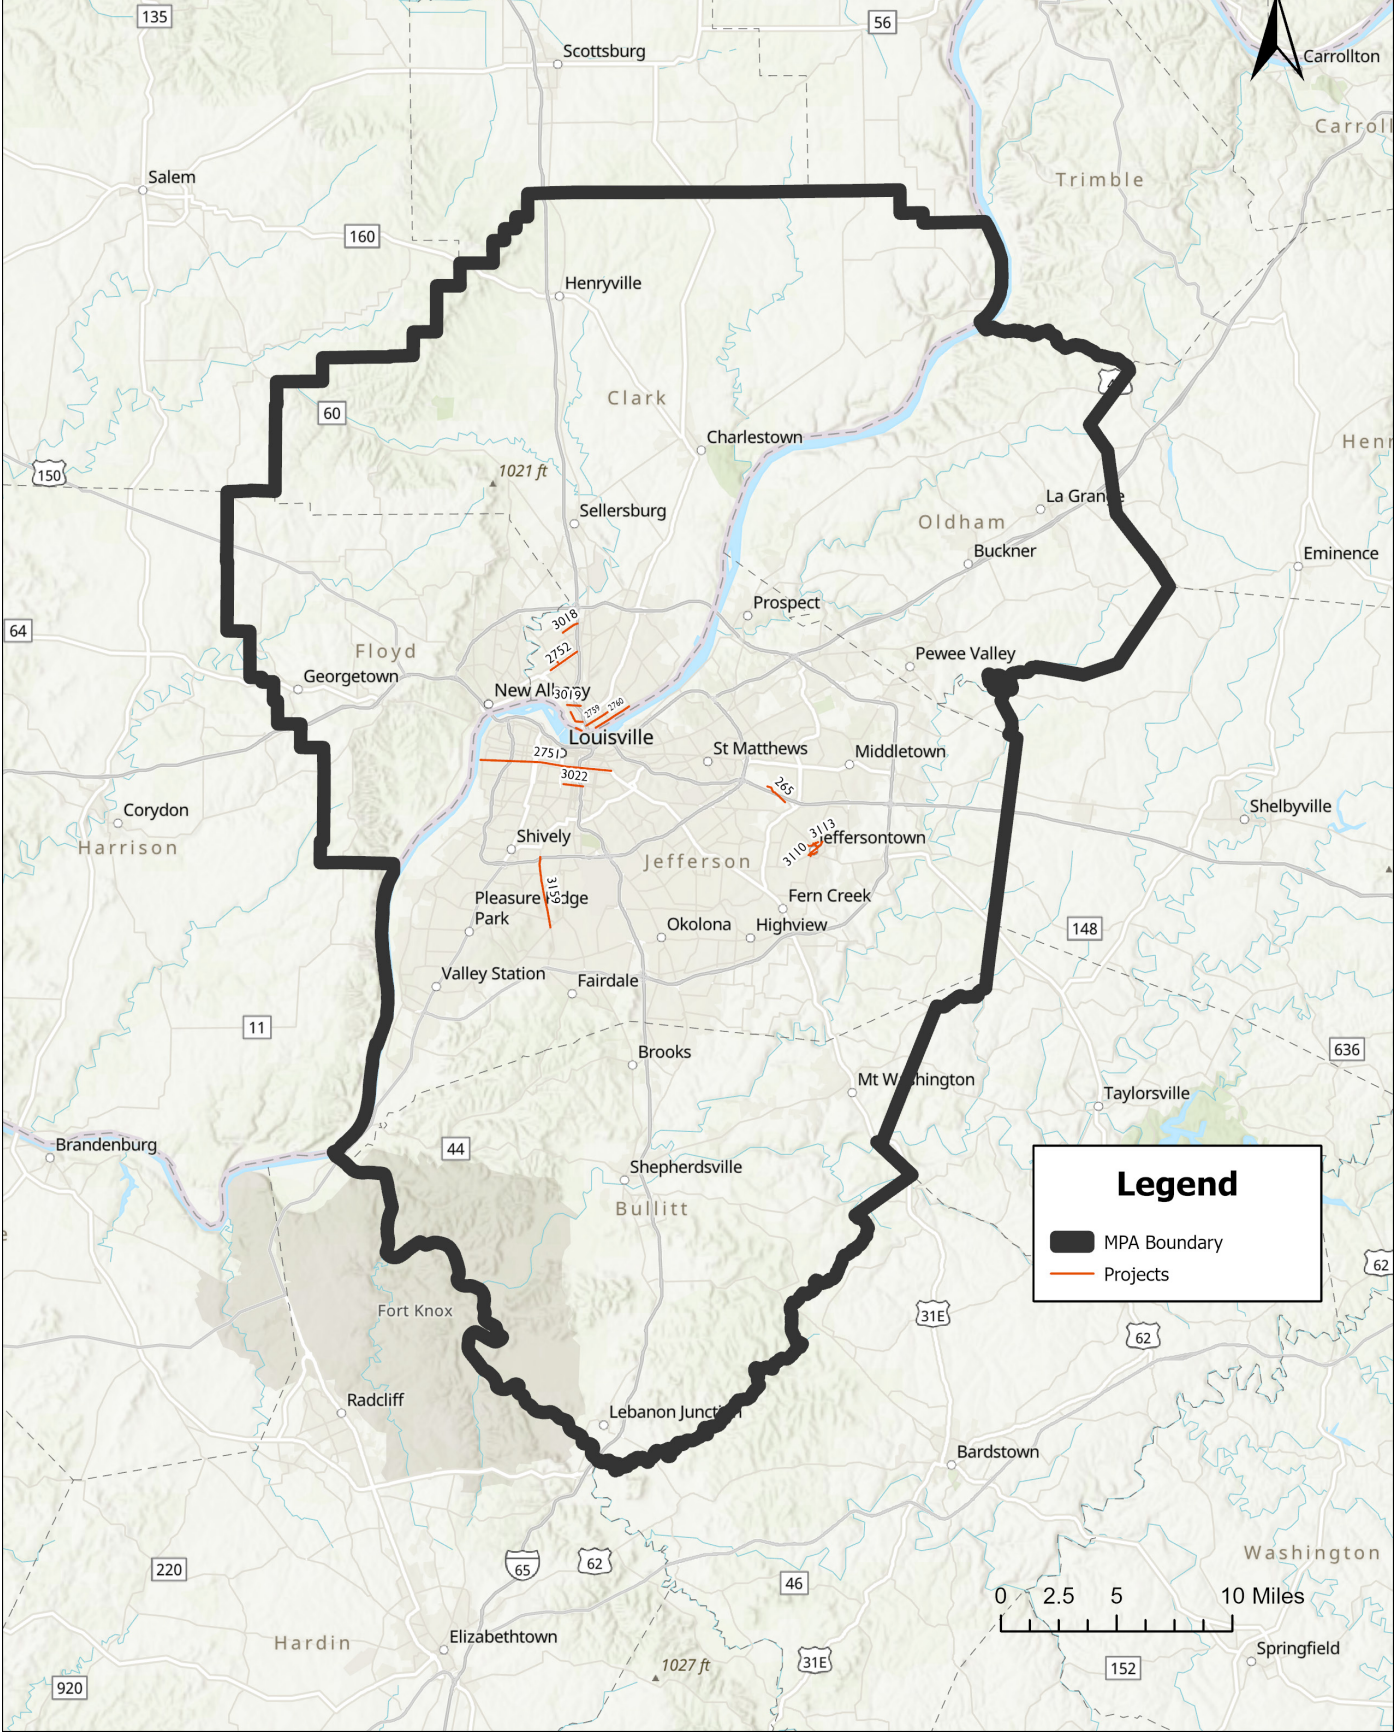 135
56
Scottsburg
Carrollton
Carroll
Salem
Trimble
160
Henryville
60
Clark
Charlestown
Henr
150
1021 ft
La Grande
Sellersburg
Oldham
Buckner
Eminence
Prospect
3018
64
Floyd
2752
Pewee Valley
Georgetown
New Albany
3019
2759
2760
Louisville
2751
St Matthews
Middletown
3022
265
Corydon
Shelbyville
Harrison
Shively
3113
Jeffersontown
3110
Jefferson
3159
Pleasure Ridge
Park
Fern Creek
Okolona
Highview
148
Valley Station
Fairdale
11
Brooks
636
Mt Washington
Taylorsville
Brandenburg
44
Shepherdsville
Legend
Bullitt
MPA Boundary
62
Projects
Fort Knox
31E
62
Radcliff
Lebanon Junction
Bardstown
Washington
65
62
220
46
0 2.5 5 10 Miles
Hardin
Elizabethtown
Springfield
1027 ft
31E
152
920